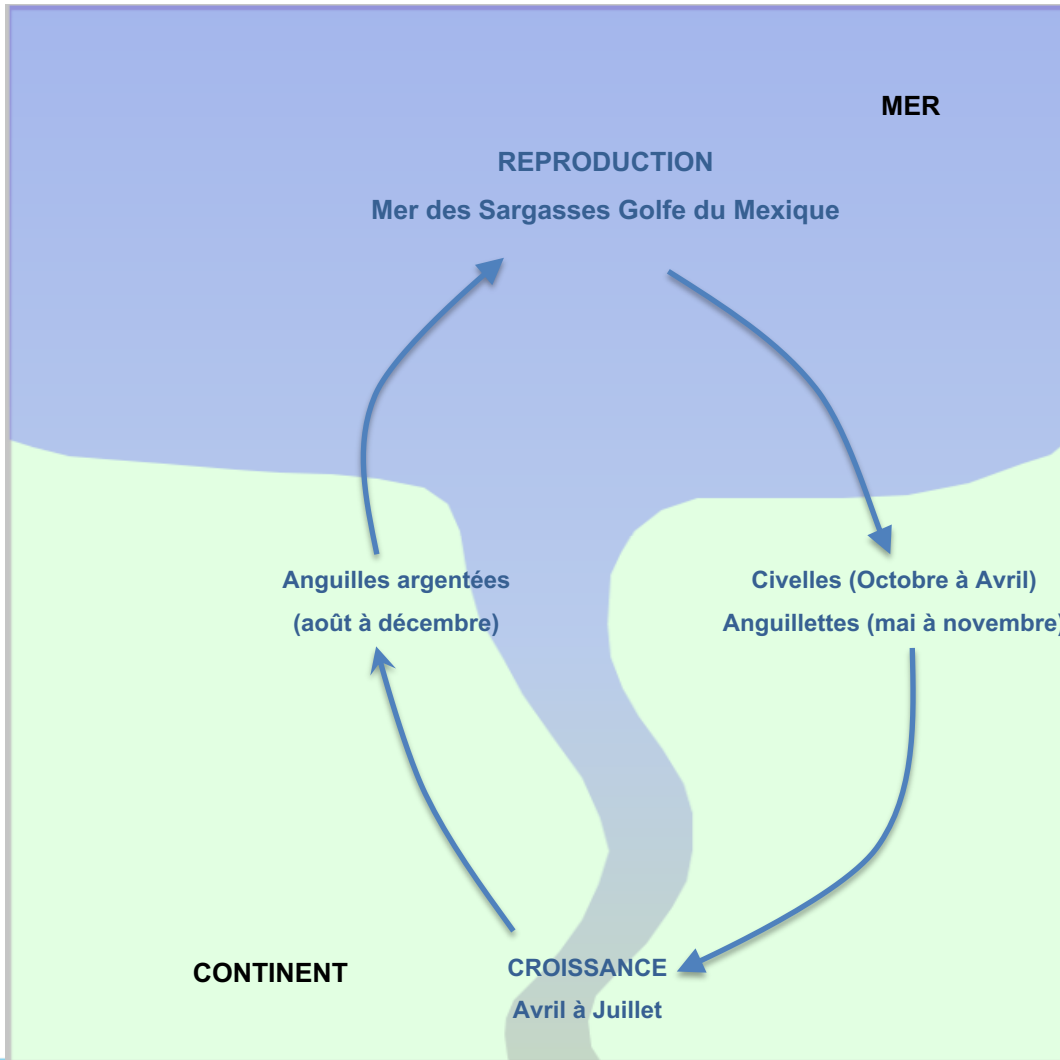 MER
REPRODUCTION
Mer des Sargasses Golfe du Mexique
Anguilles argentées
(août à décembre)
Civelles (Octobre à Avril)
Anguillettes (mai à novembre)
CONTINENT
CROISSANCE
Avril à Juillet